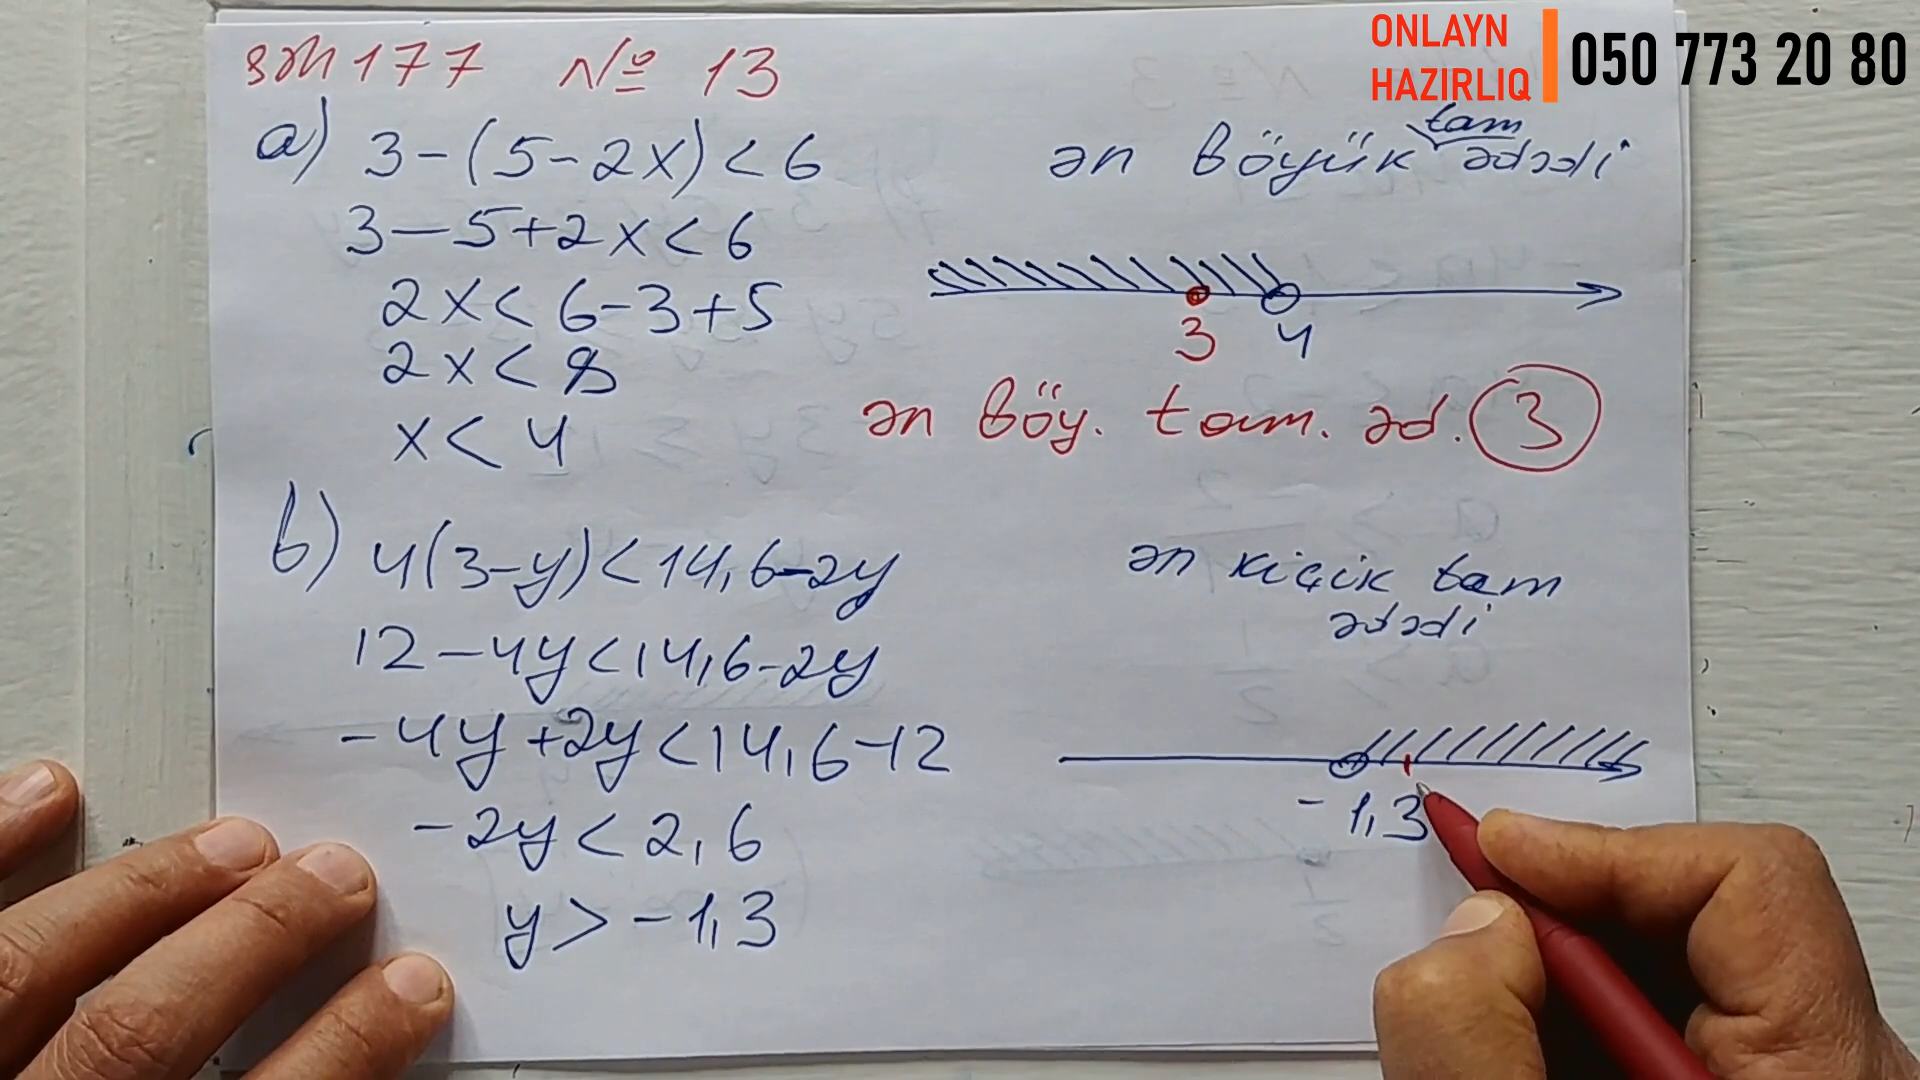 ONLAYN
HAZIRLIQ
050 773 20 80
səh 177 № 13
a) 3-(5-2x)<6
3-5+2x<6
2x<6-3+5
2x<8
x<4
ən böyük tam ədədi
3 4
ən böy. tam. əd. 3
b) 4(3-y)<14,6-2y
12-4y<14,6-2y
-4y+2y<14,6-12
-2y<2,6
y>-1,3
ən kiçik tam
ədədi
-1,3